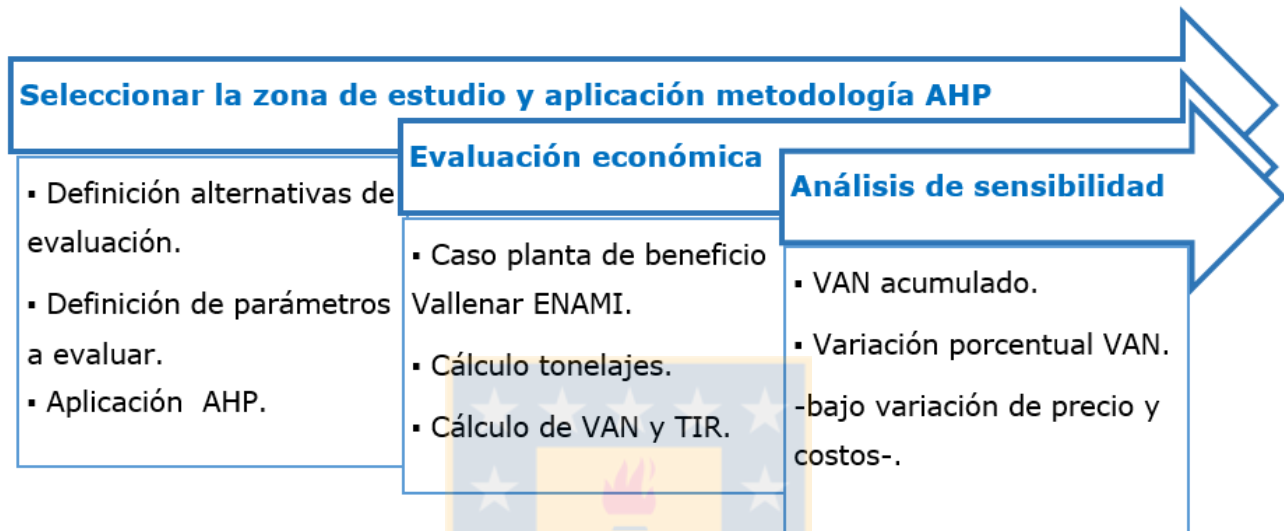 Seleccionar la zona de estudio y aplicación metodología AHP
▪ Definición alternativas de
evaluación.
▪ Definición de parámetros
a evaluar.
▪ Aplicación  AHP.
Evaluación económica
▪ Caso planta de beneficio
Vallenar ENAMI.
▪ Cálculo tonelajes.
▪ Cálculo de VAN y TIR.
Análisis de sensibilidad
▪ VAN acumulado.
▪ Variación porcentual VAN.
-bajo variación de precio y
costos-.